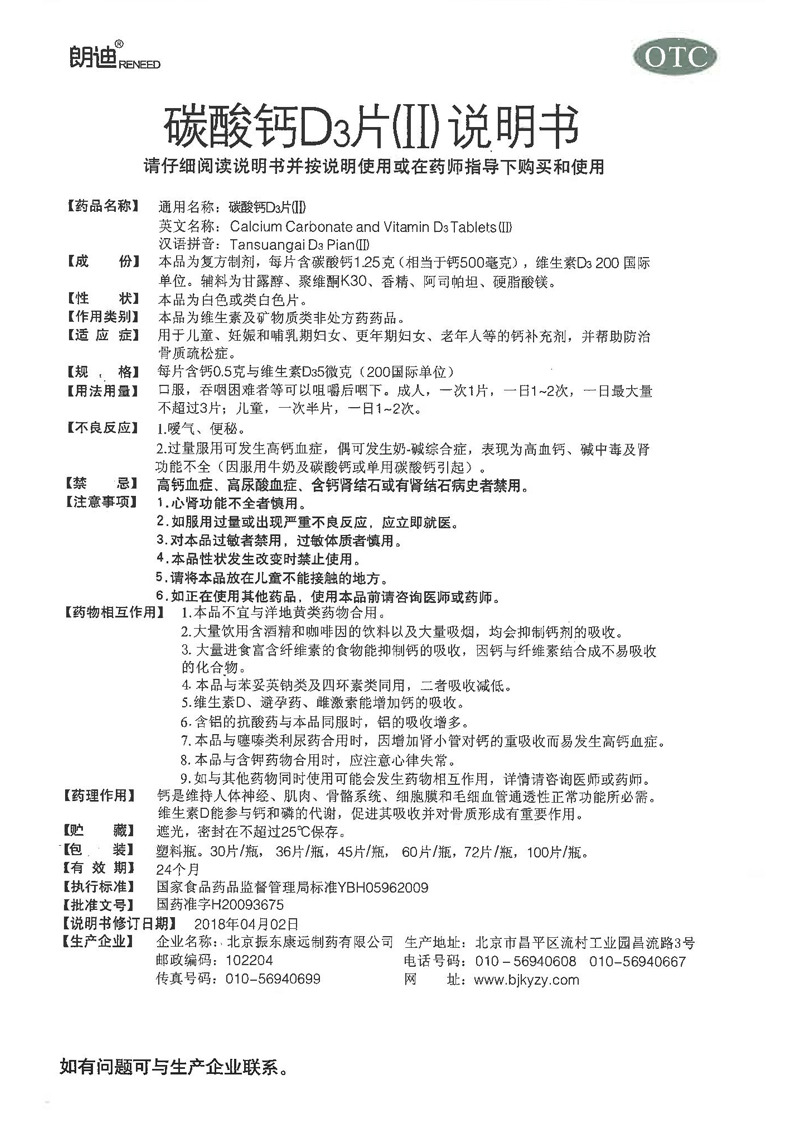 朗迪® RENEED
OTC
碳酸钙D3片(II)说明书
请仔细阅读说明书并按说明使用或在药师指导下购买和使用
【药品名称】 通用名称：碳酸钙D3片(II)
英文名称：Calcium Carbonate and Vitamin D3 Tablets(II)
汉语拼音：Tansuangai D3 Pian(II)
【成 份】 本品为复方制剂，每片含碳酸钙1.25克（相当于钙500毫克），维生素D3 200 国际
单位。辅料为甘露醇、聚维酮K30、香精、阿司帕坦、硬脂酸镁。
【性 状】 本品为白色或类白色片。
【作用类别】 本品为维生素及矿物质类非处方药药品。
【适 应 症】 用于儿童、妊娠和哺乳期妇女、更年期妇女、老年人等的钙补充剂，并帮助防治
骨质疏松症。
【规 格】 每片含钙0.5克与维生素D35微克（200国际单位）
【用法用量】 口服，吞咽困难者等可以咀嚼后咽下。成人，一次1片，一日1~2次，一日最大量
不超过3片；儿童，一次半片，一日1~2次。
【不良反应】 1.嗳气、便秘。
2.过量服用可发生高钙血症，偶可发生奶-碱综合症，表现为高血钙、碱中毒及肾
功能不全（因服用牛奶及碳酸钙或单用碳酸钙引起）。
【禁 忌】 高钙血症、高尿酸血症、含钙肾结石或有肾结石病史者禁用。
【注意事项】 1.心肾功能不全者慎用。
2.如服用过量或出现严重不良反应，应立即就医。
3.对本品过敏者禁用，过敏体质者慎用。
4.本品性状发生改变时禁止使用。
5.请将本品放在儿童不能接触的地方。
6.如正在使用其他药品，使用本品前请咨询医师或药师。
【药物相互作用】 1.本品不宜与洋地黄类药物合用。
2.大量饮用含酒精和咖啡因的饮料以及大量吸烟，均会抑制钙剂的吸收。
3.大量进食富含纤维素的食物能抑制钙的吸收，因钙与纤维素结合成不易吸收
的化合物。
4.本品与苯妥英钠类及四环素类同用，二者吸收减低。
5.维生素D、避孕药、雌激素能增加钙的吸收。
6.含铝的抗酸药与本品同服时，铝的吸收增多。
7.本品与噻嗪类利尿药合用时，因增加肾小管对钙的重吸收而易发生高钙血症。
8.本品与含钾药物合用时，应注意心律失常。
9.如与其他药物同时使用可能会发生药物相互作用，详情请咨询医师或药师。
【药理作用】 钙是维持人体神经、肌肉、骨骼系统、细胞膜和毛细血管通透性正常功能所必需。
维生素D能参与钙和磷的代谢，促进其吸收并对骨质形成有重要作用。
【贮 藏】 遮光，密封在不超过25℃保存。
【包 装】 塑料瓶。30片/瓶，36片/瓶，45片/瓶，60片/瓶，72片/瓶，100片/瓶。
【有 效 期】 24个月
【执行标准】 国家食品药品监督管理局标准YBH05962009
【批准文号】 国药准字H20093675
【说明书修订日期】 2018年04月02日
【生产企业】 企业名称：北京振东康远制药有限公司 生产地址：北京市昌平区流村工业园昌流路3号
邮政编码：102204 电话号码：010-56940608 010-56940667
传真号码：010-56940699 网 址：www.bjkyzy.com
如有问题可与生产企业联系。